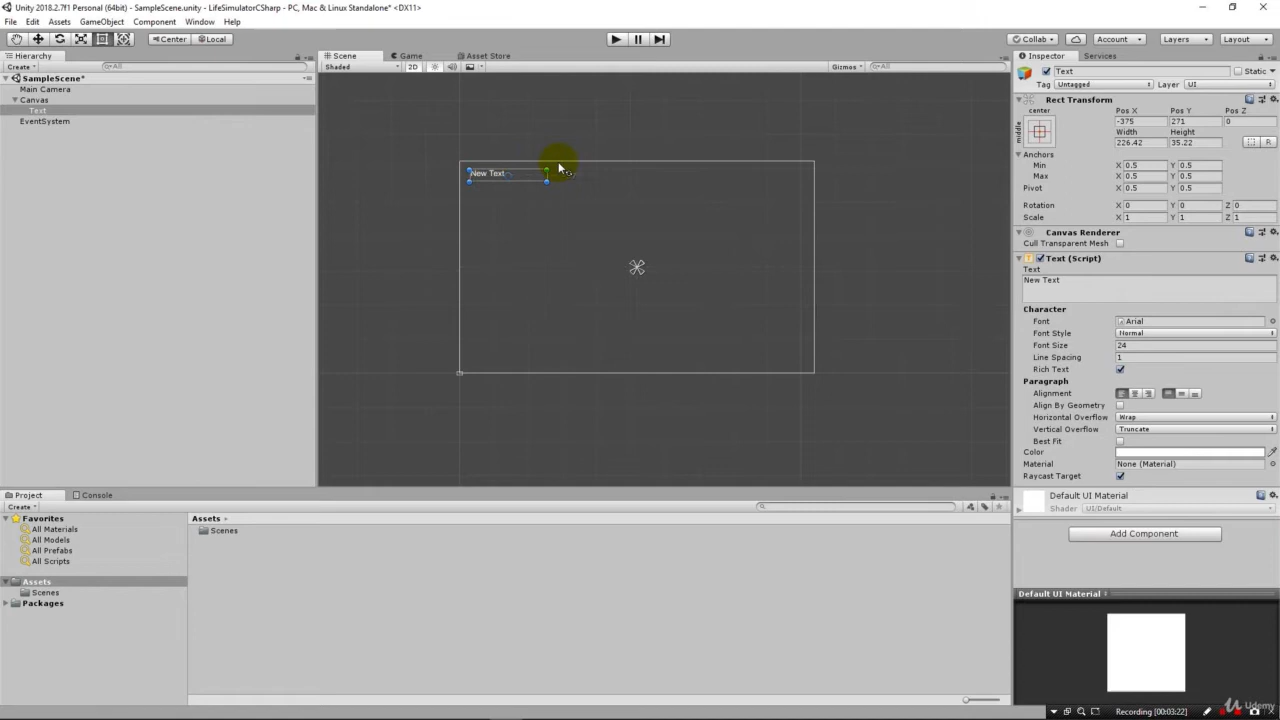 Unity 2018.2.7f1 Personal (64bit) - SampleScene.unity - LifeSimulatorCSharp - PC, Mac & Linux Standalone* <DX11>
File Edit Assets GameObject Component Window Help
Center Local Collab Account Layers Layout
Hierarchy Scene Game Asset Store Inspector Services
Create All Shaded 2D Gizmos All Text Static
SampleScene* Tag Untagged Layer UI
Main Camera Rect Transform
Canvas center Pos X Pos Y Pos Z
Text middle -375 271 0
EventSystem Width Height
226.42 35.22 R
Anchors
Min X 0.5 Y 0.5
Max X 0.5 Y 0.5
New Text Pivot X 0.5 Y 0.5
Rotation X 0 Y 0 Z 0
Scale X 1 Y 1 Z 1
Canvas Renderer
Cull Transparent Mesh
Text (Script)
Text
New Text
Character
Font Arial
Font Style Normal
Font Size 24
Line Spacing 1
Rich Text
Paragraph
Alignment
Align By Geometry
Horizontal Overflow Wrap
Vertical Overflow Truncate
Best Fit
Color
Material None (Material)
Raycast Target
Project Console Default UI Material
Create Shader UI/Default
Favorites Assets
All Materials Scenes Add Component
All Models
All Prefabs
All Scripts
Assets
Scenes Default UI Material
Packages
Udemy
Recording [00:03:22]